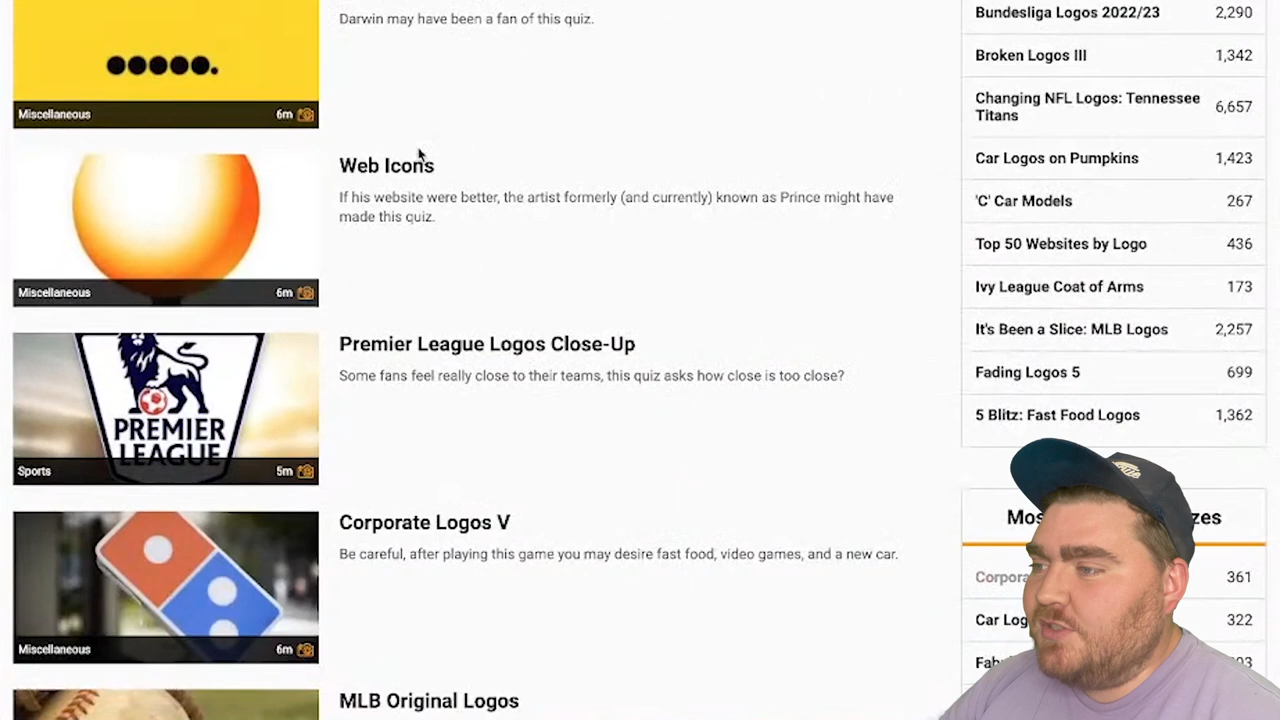 Darwin may have been a fan of this quiz.
Miscellaneous 6m
Web Icons
If his website were better, the artist formerly (and currently) known as Prince might have
made this quiz.
Miscellaneous 6m
PREMIER
LEAGUE
Sports 5m
Premier League Logos Close-Up
Some fans feel really close to their teams, this quiz asks how close is too close?
Corporate Logos V
Be careful, after playing this game you may desire fast food, video games, and a new car.
Miscellaneous 6m
MLB Original Logos
Bundesliga Logos 2022/23 2,290
Broken Logos III 1,342
Changing NFL Logos: Tennessee
Titans 6,657
Car Logos on Pumpkins 1,423
'C' Car Models 267
Top 50 Websites by Logo 436
Ivy League Coat of Arms 173
It's Been a Slice: MLB Logos 2,257
Fading Logos 5 699
5 Blitz: Fast Food Logos 1,362
361
Car 322